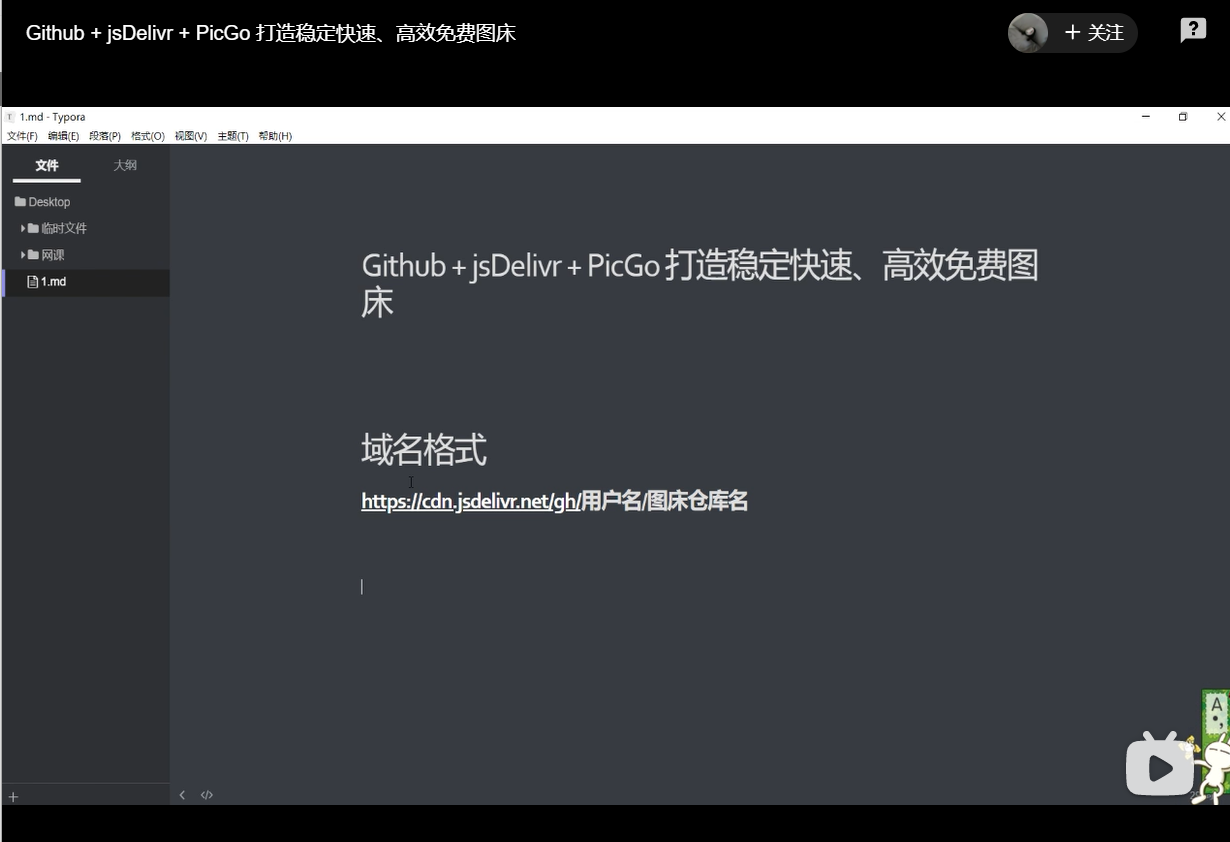 Github + jsDelivr + PicGo 打造稳定快速、高效免费图床
+ 关注
?
T 1.md - Typora
文件(F) 编辑(E) 段落(P) 格式(O) 视图(V) 主题(T) 帮助(H)
文件 大纲
Desktop
临时文件
网课
1.md
Github + jsDelivr + PicGo 打造稳定快速、高效免费图
床
域名格式
https://cdn.jsdelivr.net/gh/用户名/图床仓库名
A